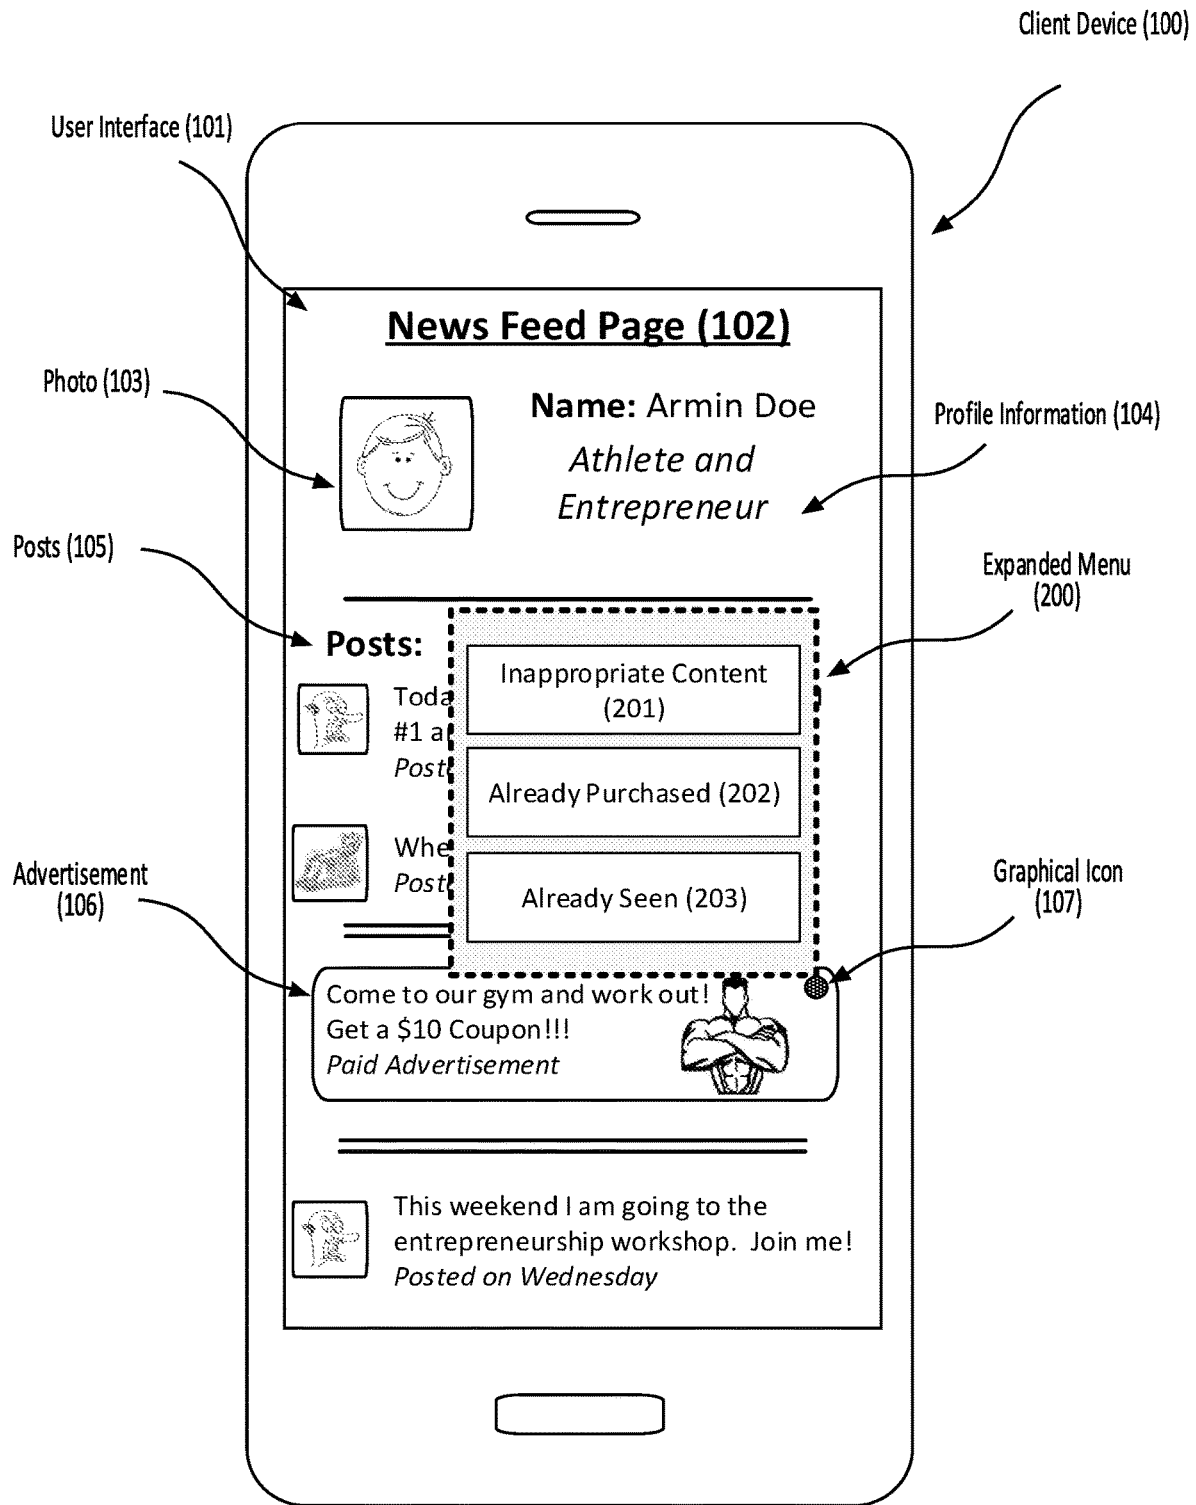 Client Device (100)
User Interface (101)
News Feed Page (102)
Photo (103)
Name: Armin Doe
Profile Information (104)
Athlete and
Entrepreneur
Posts (105)
Expanded Menu
(200)
Posts:
Inappropriate Content
(201)
Toda
#1 a
Post
Already Purchased (202)
Whe
Post
Advertisement
(106)
Already Seen (203)
Graphical Icon
(107)
Come to our gym and work out!
Get a $10 Coupon!!!
Paid Advertisement
This weekend I am going to the
entrepreneurship workshop. Join me!
Posted on Wednesday